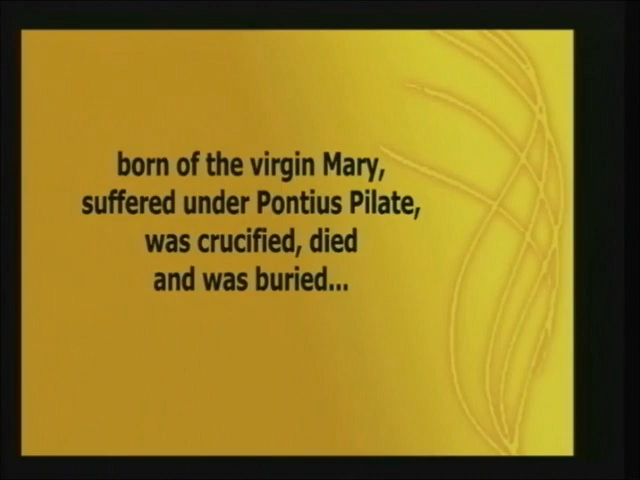 born of the virgin Mary,
suffered under Pontius Pilate,
was crucified, died
and was buried...